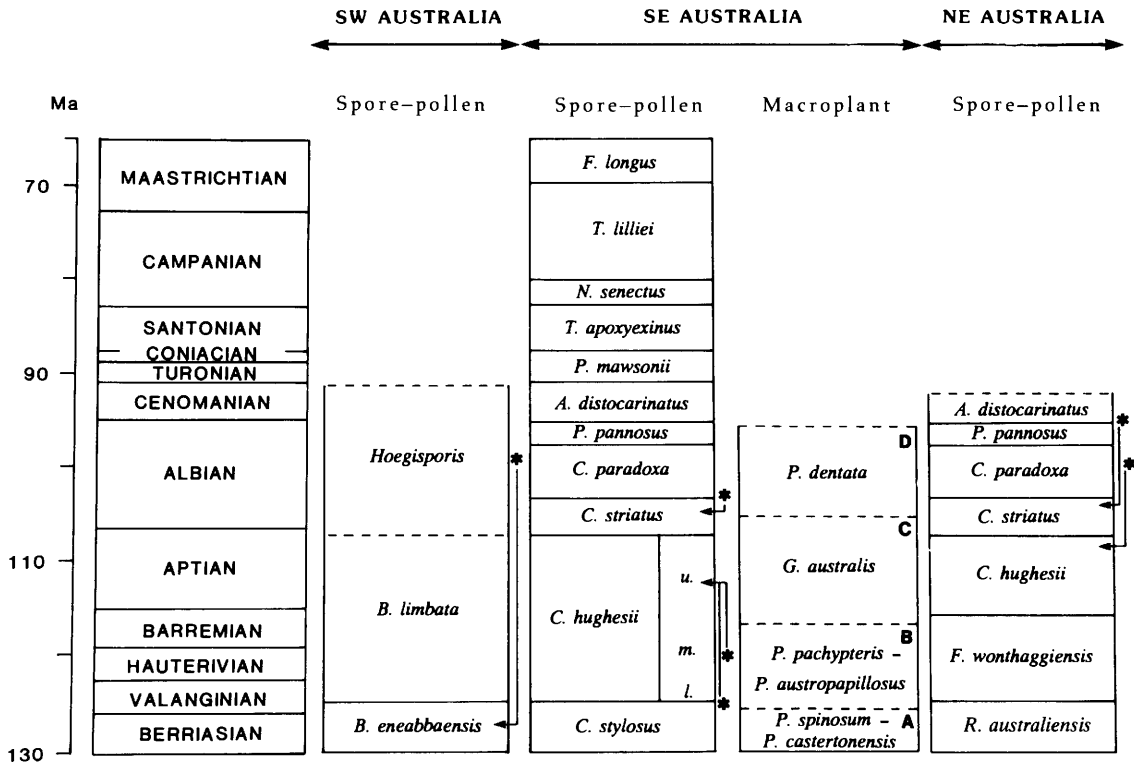 SW AUSTRALIA SE AUSTRALIA NE AUSTRALIA
Ma Spore–pollen Spore–pollen Macroplant Spore–pollen
70
90
110
130
MAASTRICHTIAN
CAMPANIAN
SANTONIAN
CONIACIAN
TURONIAN
CENOMANIAN
ALBIAN
APTIAN
BARREMIAN
HAUTERIVIAN
VALANGINIAN
BERRIASIAN
Hoegisporis
*
B. limbata
B. eneabbaensis
F. longus
T. lilliei
N. senectus
T. apoxyexinus
P. mawsonii
A. distocarinatus
P. pannosus
C. paradoxa
*
C. striatus
C. hughesii
u.
m.
*
l.
*
C. stylosus
D
P. dentata
C
G. australis
B
P. pachypteris –
P. austropapillosus
A
P. spinosum –
P. castertonensis
A. distocarinatus
*
P. pannosus
C. paradoxa
*
C. striatus
C. hughesii
F. wonthaggiensis
R. australiensis